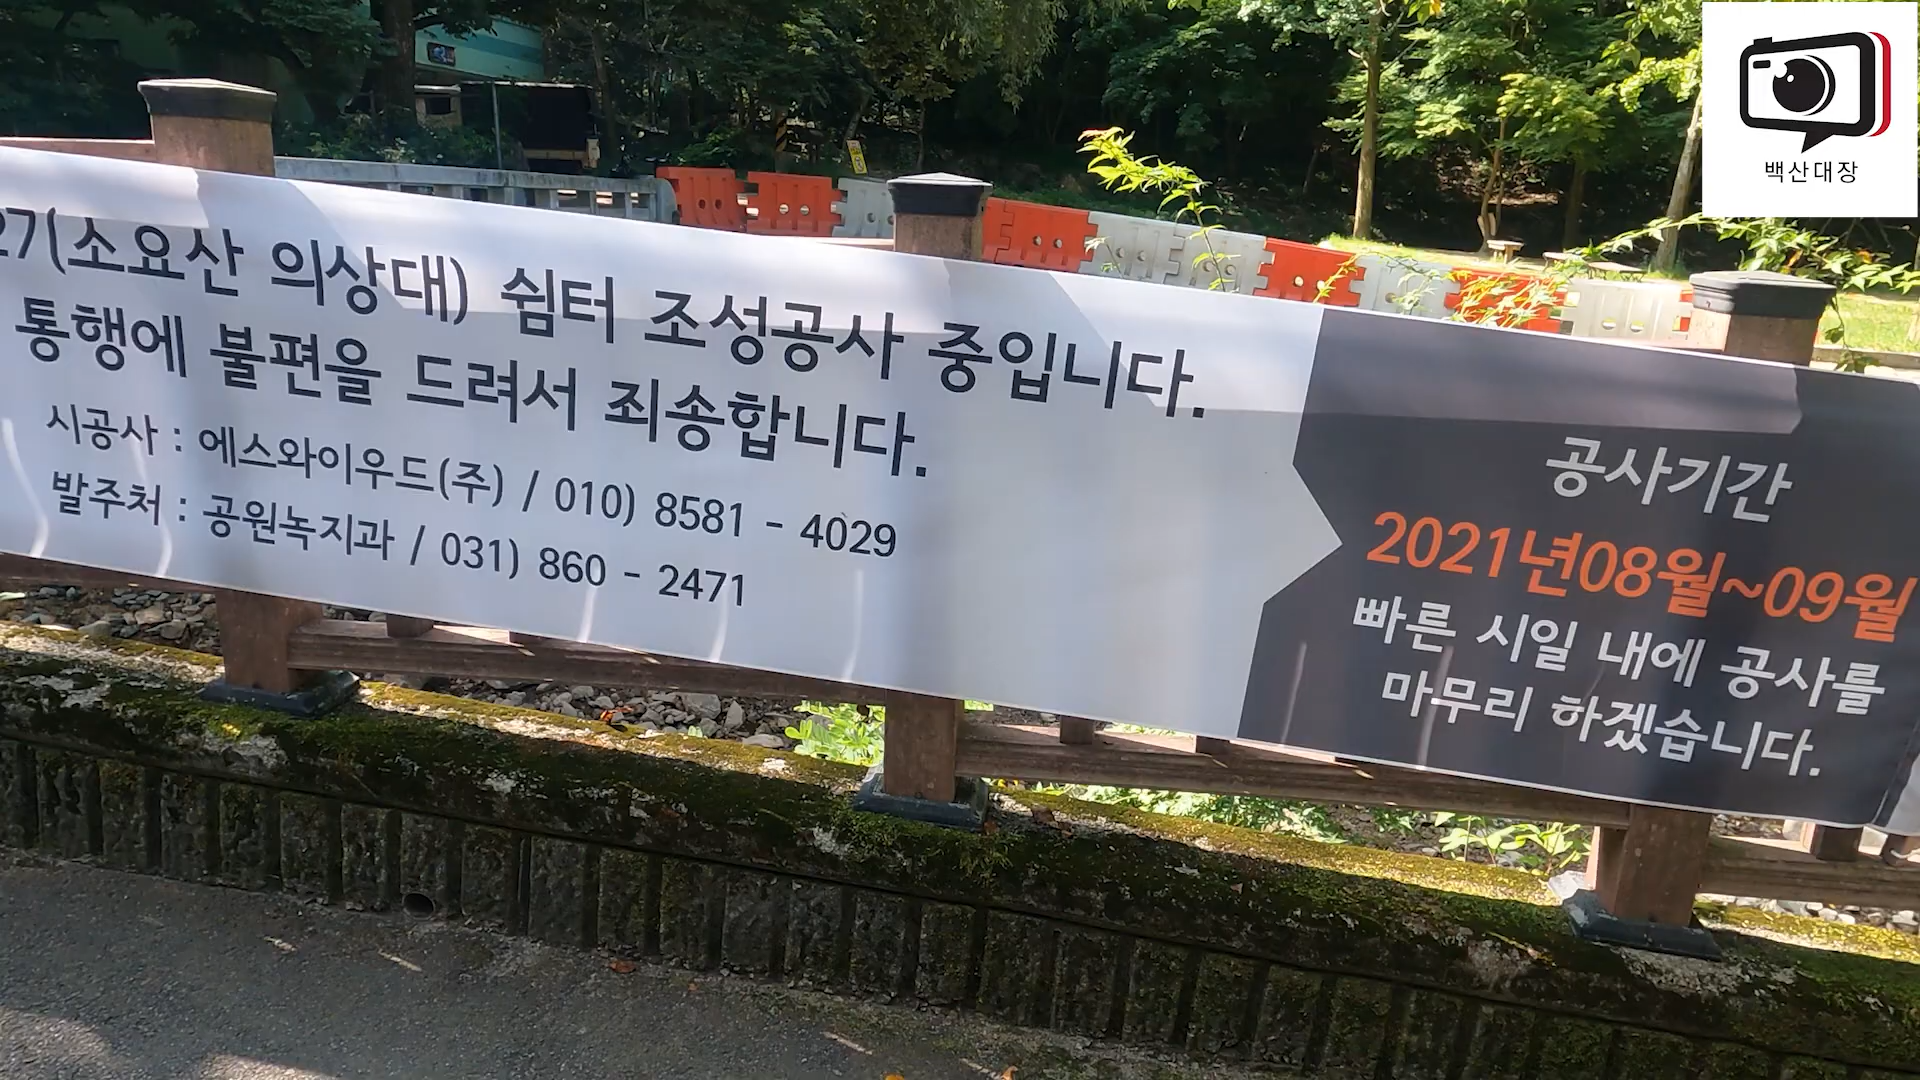 27(소요산 의상대) 쉼터 조성공사 중입니다.
통행에 불편을 드려서 죄송합니다.
시공사 : 에스와이우드(주) / 010) 8581 - 4029
발주처 : 공원녹지과 / 031) 860 - 2471
공사기간
2021년08월~09월
빠른 시일 내에 공사를
마무리 하겠습니다.
백산대장